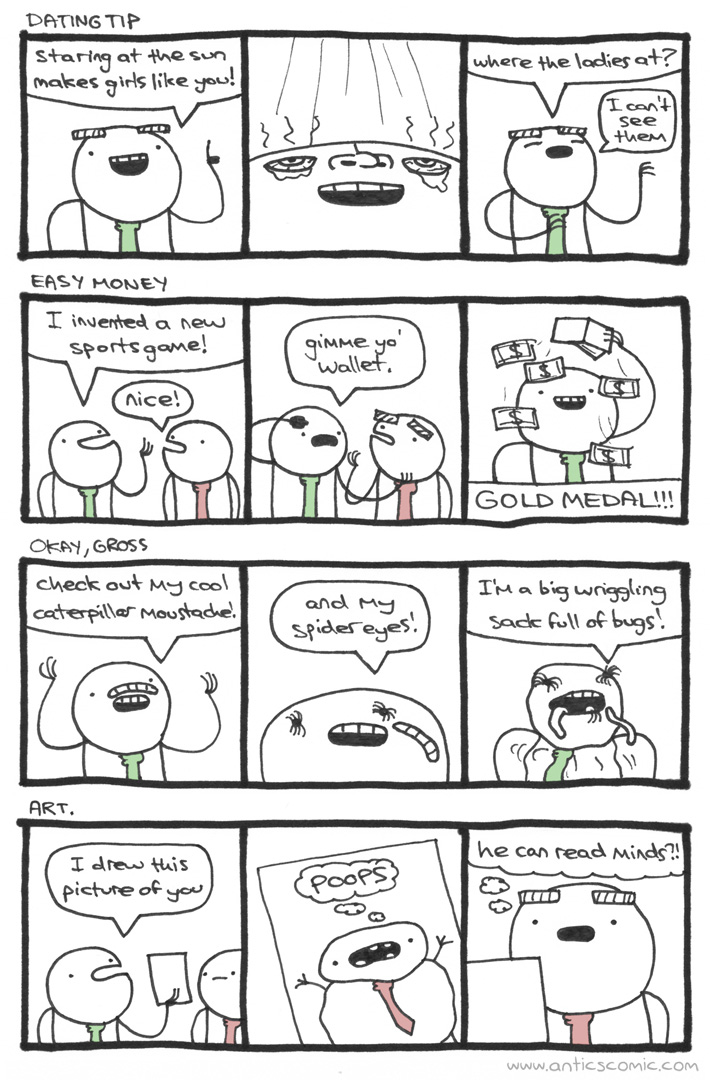 DATING TIP
Staring at the sun
makes girls like you!
where the ladies at?
I can't
see
them
EASY MONEY
I invented a new
sports game!
nice!
gimme yo'
wallet.
$
$
$
$
$
GOLD MEDAL!!!
OKAY, GROSS
check out my cool
caterpillar moustache!
and my
spider eyes!
I'm a big wriggling
sack full of bugs!
ART.
I drew this
picture of you
POOPS
he can read minds?!
www.anticscomic.com